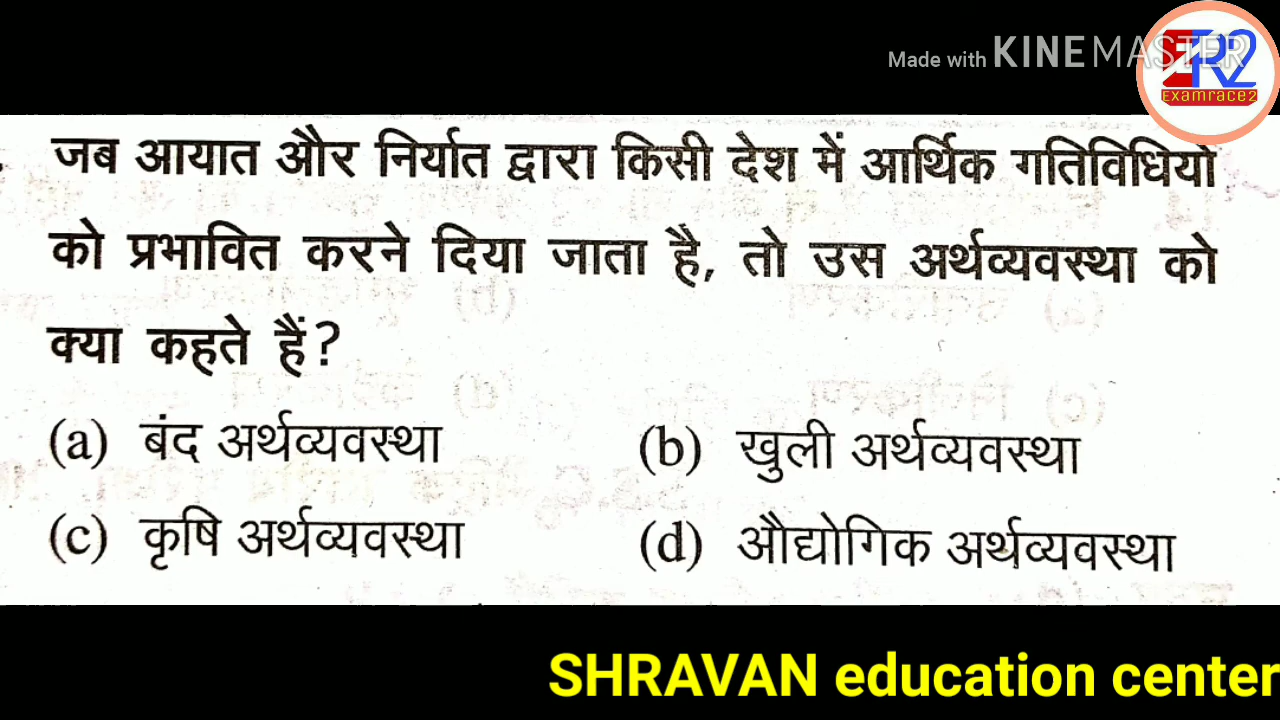 Made with KINEMASTER
ER2
Examrace2
जब आयात और निर्यात द्वारा किसी देश में आर्थिक गतिविधियों
को प्रभावित करने दिया जाता है, तो उस अर्थव्यवस्था को
क्या कहते हैं?
(a) बंद अर्थव्यवस्था (b) खुली अर्थव्यवस्था
(c) कृषि अर्थव्यवस्था (d) औद्योगिक अर्थव्यवस्था
SHRAVAN education center